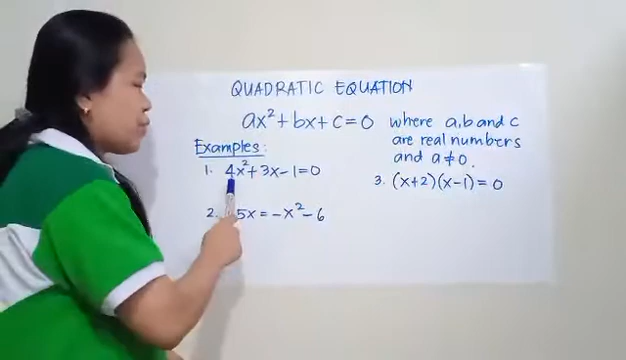 QUADRATIC EQUATION
ax²+bx+c=0 where a,b and c
are real numbers
and a≠0.
Examples:
1. 4x²+3x-1=0
2. 5x=-x²-6
3. (x+2)(x-1)=0